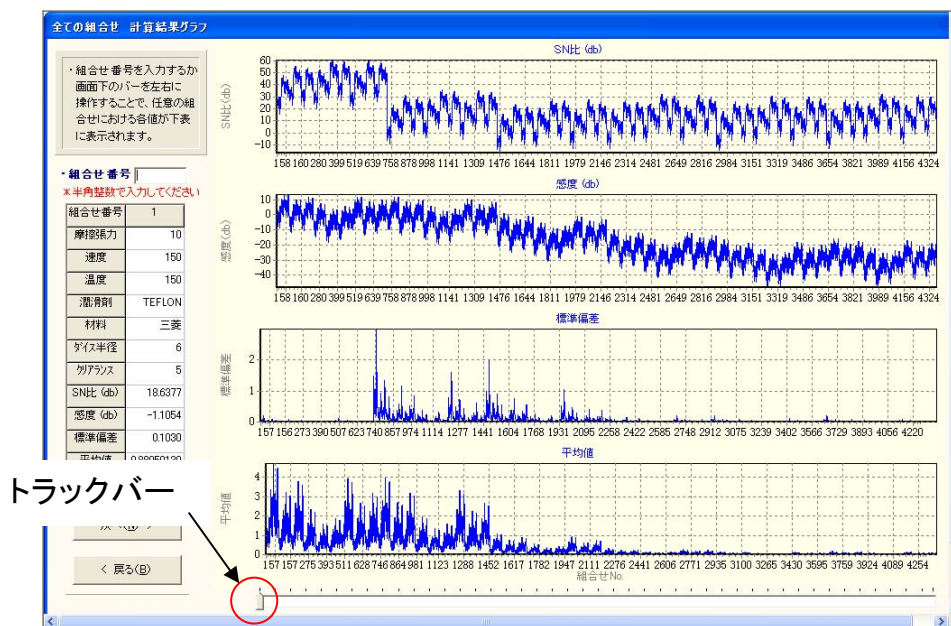 全ての組合せ 計算結果グラフ
・組合せ番号を入力するか
画面下のバーを左右に
操作することで、任意の組
合せにおける各値が下表
に表示されます。
・組合せ番号
*半角整数で入力してください
組合せ番号 1
摩擦張力 10
速度 150
温度 150
潤滑剤 TEFLON
材料 三菱
ダイス半径 6
クリアランス 5
SN比 (db) 18.6377
感度 (db) -1.1054
標準偏差 0.1030
トラックバー
< 戻る(B)
SN比 (db)
SN比(db)
60
50
40
30
20
10
0
-10
1 58 160 280 399 519 639 758 878 998 1141 1309 1476 1644 1811 1979 2146 2314 2481 2649 2816 2984 3151 3319 3486 3654 3821 3989 4156 4324
感度 (db)
感度(db)
10
0
-10
-20
-30
-40
1 58 160 280 399 519 639 758 878 998 1141 1309 1476 1644 1811 1979 2146 2314 2481 2649 2816 2984 3151 3319 3486 3654 3821 3989 4156 4324
標準偏差
標準偏差
2
1
0
1 57 156 273 390 507 623 740 857 974 1114 1277 1441 1604 1768 1931 2095 2258 2422 2585 2748 2912 3075 3239 3402 3566 3729 3893 4056 4220
平均値
平均値
4
3
2
1
0
1 57 157 275 393 511 628 746 864 981 1123 1288 1452 1617 1782 1947 2111 2276 2441 2606 2771 2935 3100 3265 3430 3595 3759 3924 4089 4254
組合せNo.